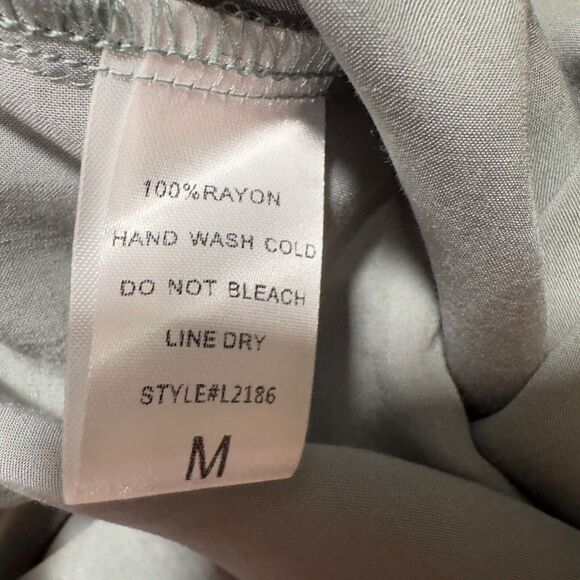 100%RAYON
HAND WASH COLD
DO NOT BLEACH
LINE DRY
STYLE#L2186
M